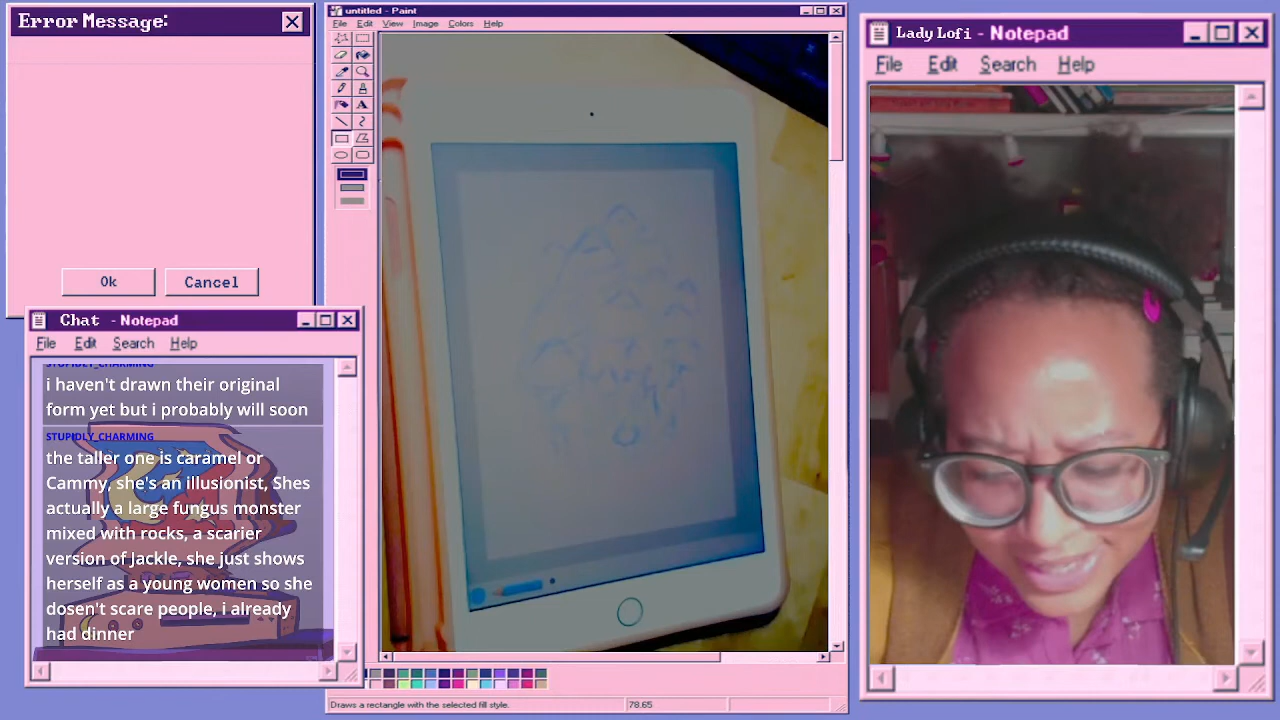 Error Message:
Ok
Cancel
untitled - Paint
File Edit View Image Colors Help
Draws a rectangle with the selected fill style.
78.65
Lady Lofi - Notepad
File Edit Search Help
Chat - Notepad
File Edit Search Help
STUPIDLY_CHARMING
i haven't drawn their original
form yet but i probably will soon
STUPIDLY_CHARMING
the taller one is caramel or
Cammy, she's an illusionist, Shes
actually a large fungus monster
mixed with rocks, a scarier
version of Jackle, she just shows
herself as a young women so she
dosen't scare people, i already
had dinner